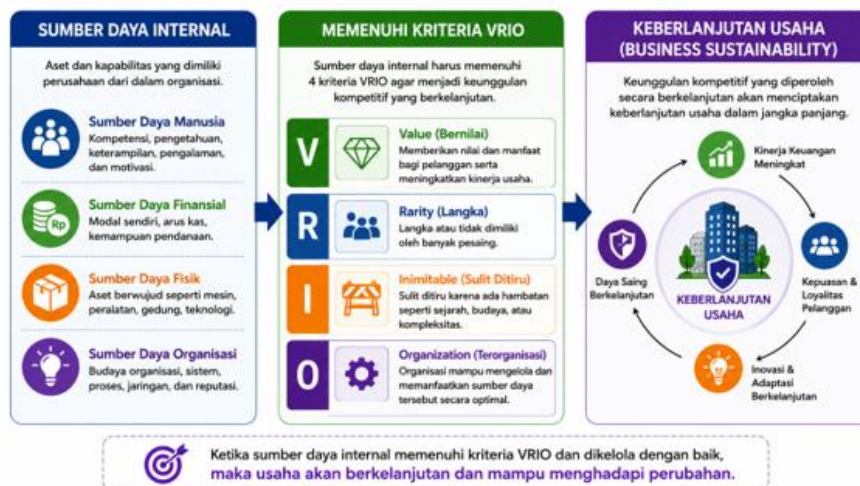 SUMBER DAYA INTERNAL
Aset dan kapabilitas yang dimiliki
perusahaan dari dalam organisasi.
Sumber Daya Manusia
Kompetensi, pengetahuan,
keterampilan, pengalaman,
dan motivasi.
Sumber Daya Finansial
Modal sendiri, arus kas,
kemampuan pendanaan.
Rp
Sumber Daya Fisik
Aset berwujud seperti mesin,
peralatan, gedung, teknologi.
Sumber Daya Organisasi
Budaya organisasi, sistem,
proses, jaringan, dan reputasi.
MEMENUHI KRITERIA VRIO
Sumber daya internal harus memenuhi
4 kriteria VRIO agar menjadi keunggulan
kompetitif yang berkelanjutan.
V
Value (Bernilai)
Memberikan nilai dan manfaat
bagi pelanggan serta
meningkatkan kinerja usaha.
R
Rarity (Langka)
Langka atau tidak dimiliki
oleh banyak pesaing.
I
Inimitable (Sulit Ditiru)
Sulit ditiru karena ada hambatan
seperti sejarah, budaya, atau
kompleksitas.
O
Organization (Terorganisasi)
Organisasi mampu mengelola dan
memanfaatkan sumber daya
tersebut secara optimal.
KEBERLANJUTAN USAHA
(BUSINESS SUSTAINABILITY)
Keunggulan kompetitif yang diperoleh
secara berkelanjutan akan menciptakan
keberlanjutan usaha dalam jangka panjang.
Kinerja Keuangan
Meningkat
Kepuasan &
Loyalitas
Pelanggan
Inovasi &
Adaptasi
Berkelanjutan
Daya Saing
Berkelanjutan
KEBERLANJUTAN
USAHA
Ketika sumber daya internal memenuhi kriteria VRIO dan dikelola dengan baik,
maka usaha akan berkelanjutan dan mampu menghadapi perubahan.